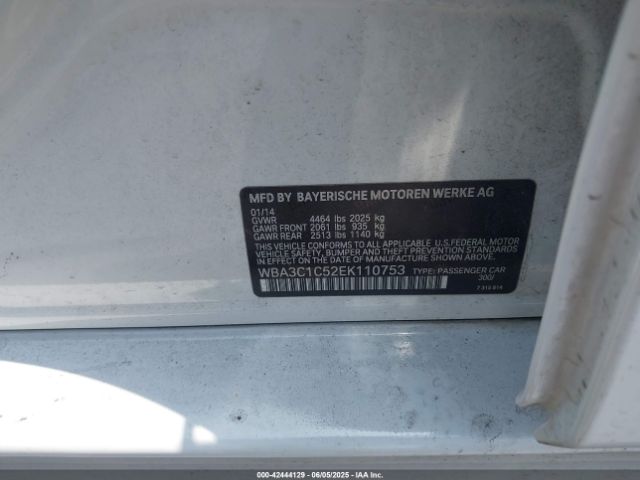 MFD BY BAYERISCHE MOTOREN WERKE AG
01/14
GVWR 4464 lbs 2025 kg
GAWR FRONT 2061 lbs 935 kg
GAWR REAR 2513 lbs 1140 kg
THIS VEHICLE CONFORMS TO ALL APPLICABLE U.S.FEDERAL MOTOR
VEHICLE SAFETY, BUMPER, AND THEFT PREVENTION STANDARDS
IN EFFECT ON THE DATE OF MANUFACTURE SHOWN ABOVE.
WBA3C1C52EK110753 TYPE: PASSENGER CAR
300/
00-42444129 06/05/2025 IAA, Inc.